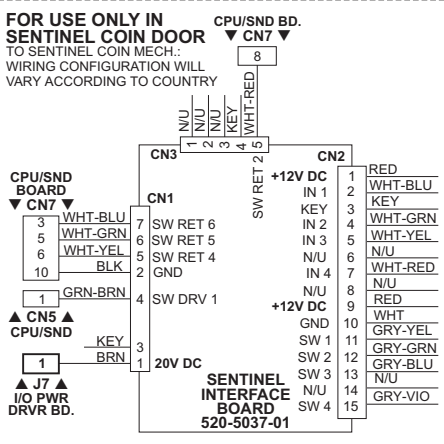 FOR USE ONLY IN
SENTINEL COIN DOOR
TO SENTINEL COIN MECH.:
WIRING CONFIGURATION WILL
VARY ACCORDING TO COUNTRY
CPU/SND BD.
▼ CN7 ▼
8
WHT-RED
KEY
N/U
N/U
N/U
1 2 3 4 5
CN3
SW RET 2
CPU/SND
BOARD
▼ CN7 ▼
3 WHT-BLU 7 SW RET 6
5 WHT-GRN 6 SW RET 5
6 WHT-YEL 5 SW RET 4
10 BLK 2 GND
CN1
1 GRN-BRN 4 SW DRV 1
▲ CN5 ▲
CPU/SND
KEY 3
1 BRN 1 20V DC
▲ J7 ▲
I/O PWR
DRVR BD.
CN2
+12V DC 1 RED
IN 1 2 WHT-BLU
KEY 3 KEY
IN 2 4 WHT-GRN
IN 3 5 WHT-YEL
N/U 6 N/U
IN 4 7 WHT-RED
N/U 8 N/U
+12V DC 9 RED
GND 10 WHT
SW 1 11 GRY-YEL
SW 2 12 GRY-GRN
SW 3 13 GRY-BLU
N/U 14 N/U
SW 4 15 GRY-VIO
SENTINEL
INTERFACE
BOARD
520-5037-01